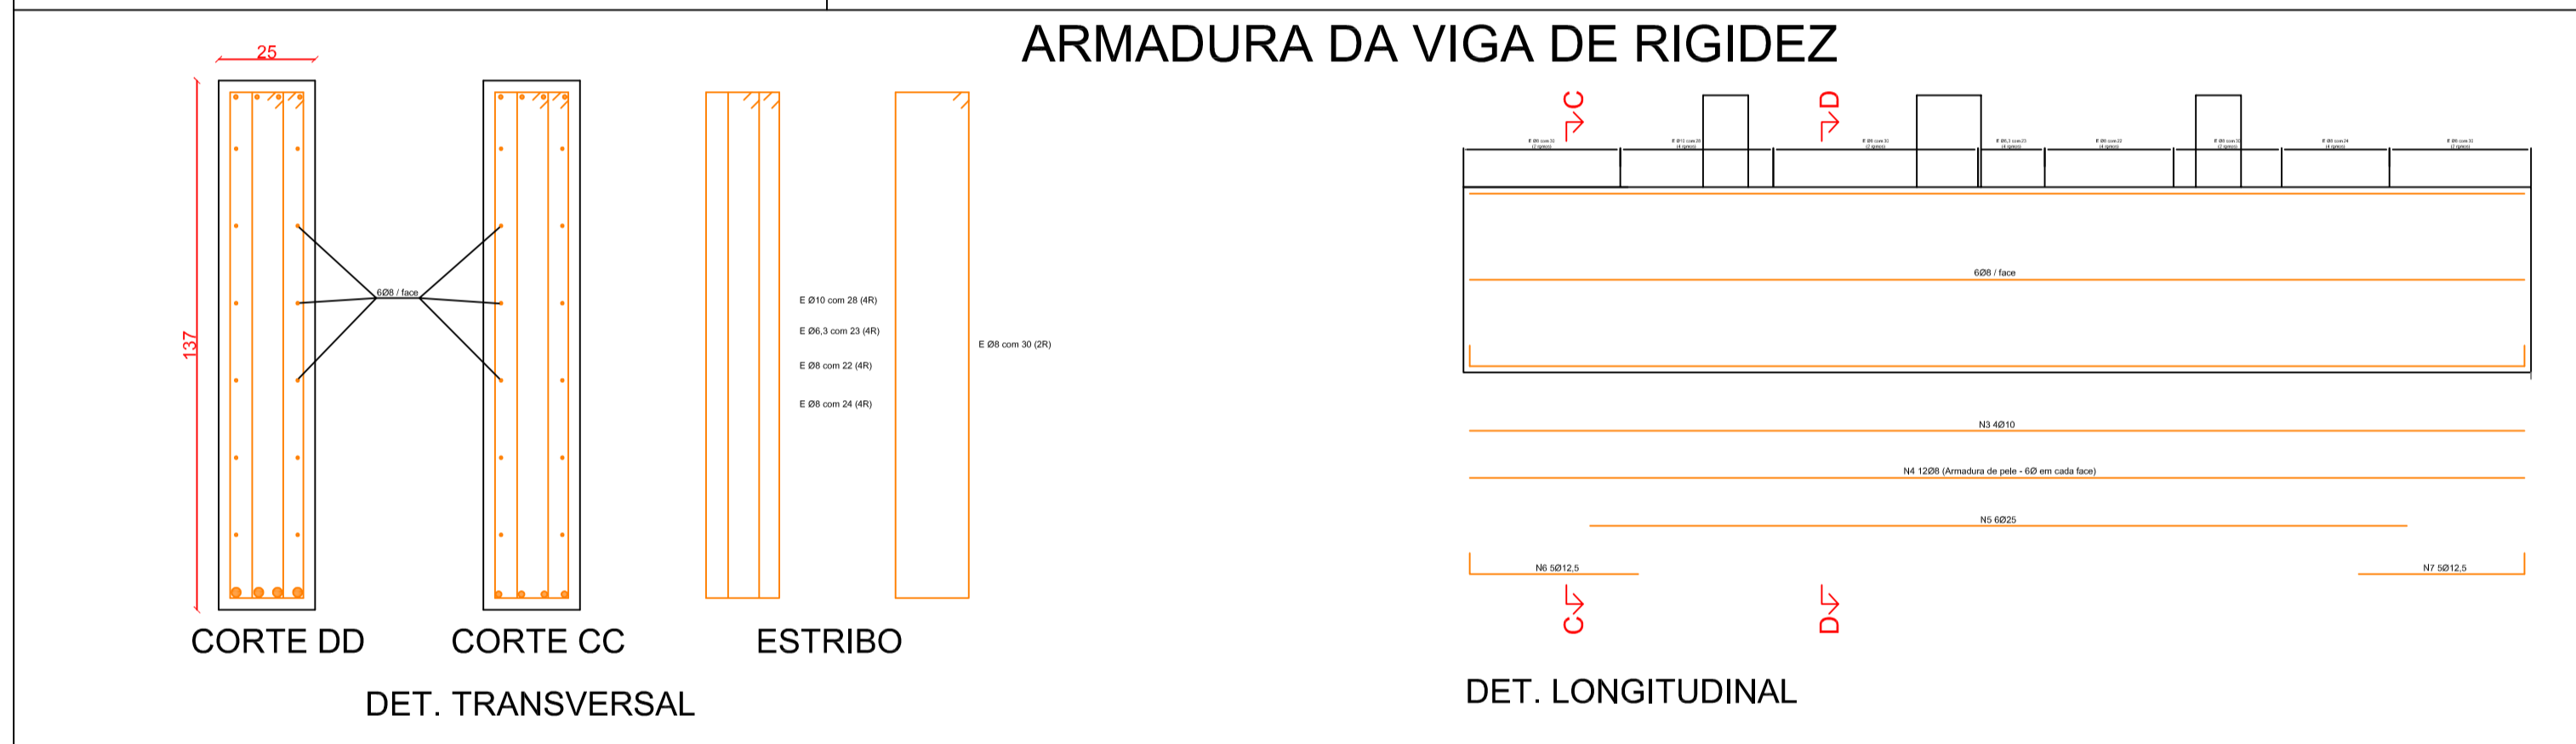 ARMADURA DA VIGA DE RIGIDEZ
25
137
6Ø8 / face
CORTE DD
CORTE CC
DET. TRANSVERSAL
E Ø10 com 28 (4R)
E Ø6,3 com 23 (4R)
E Ø8 com 22 (4R)
E Ø8 com 24 (4R)
E Ø8 com 30 (2R)
ESTRIBO
C
D
6Ø8 / face
N3 4Ø10
N4 12Ø8 (Armadura de pele - 6Ø em cada face)
N5 6Ø25
N6 5Ø12,5
N7 5Ø12,5
C
D
DET. LONGITUDINAL